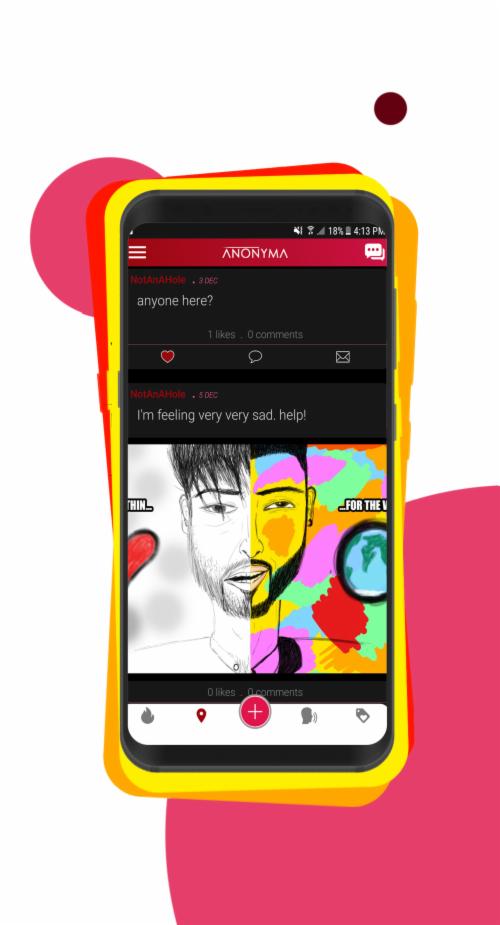 18% 4:13 PM
ANONYMA
NotAnAHole . 3 DEC
anyone here?
1 likes . 0 comments
NotAnAHole . 5 DEC
I'm feeling very very sad. help!
THIN... ...FOR THE W
0 likes . 0 comments